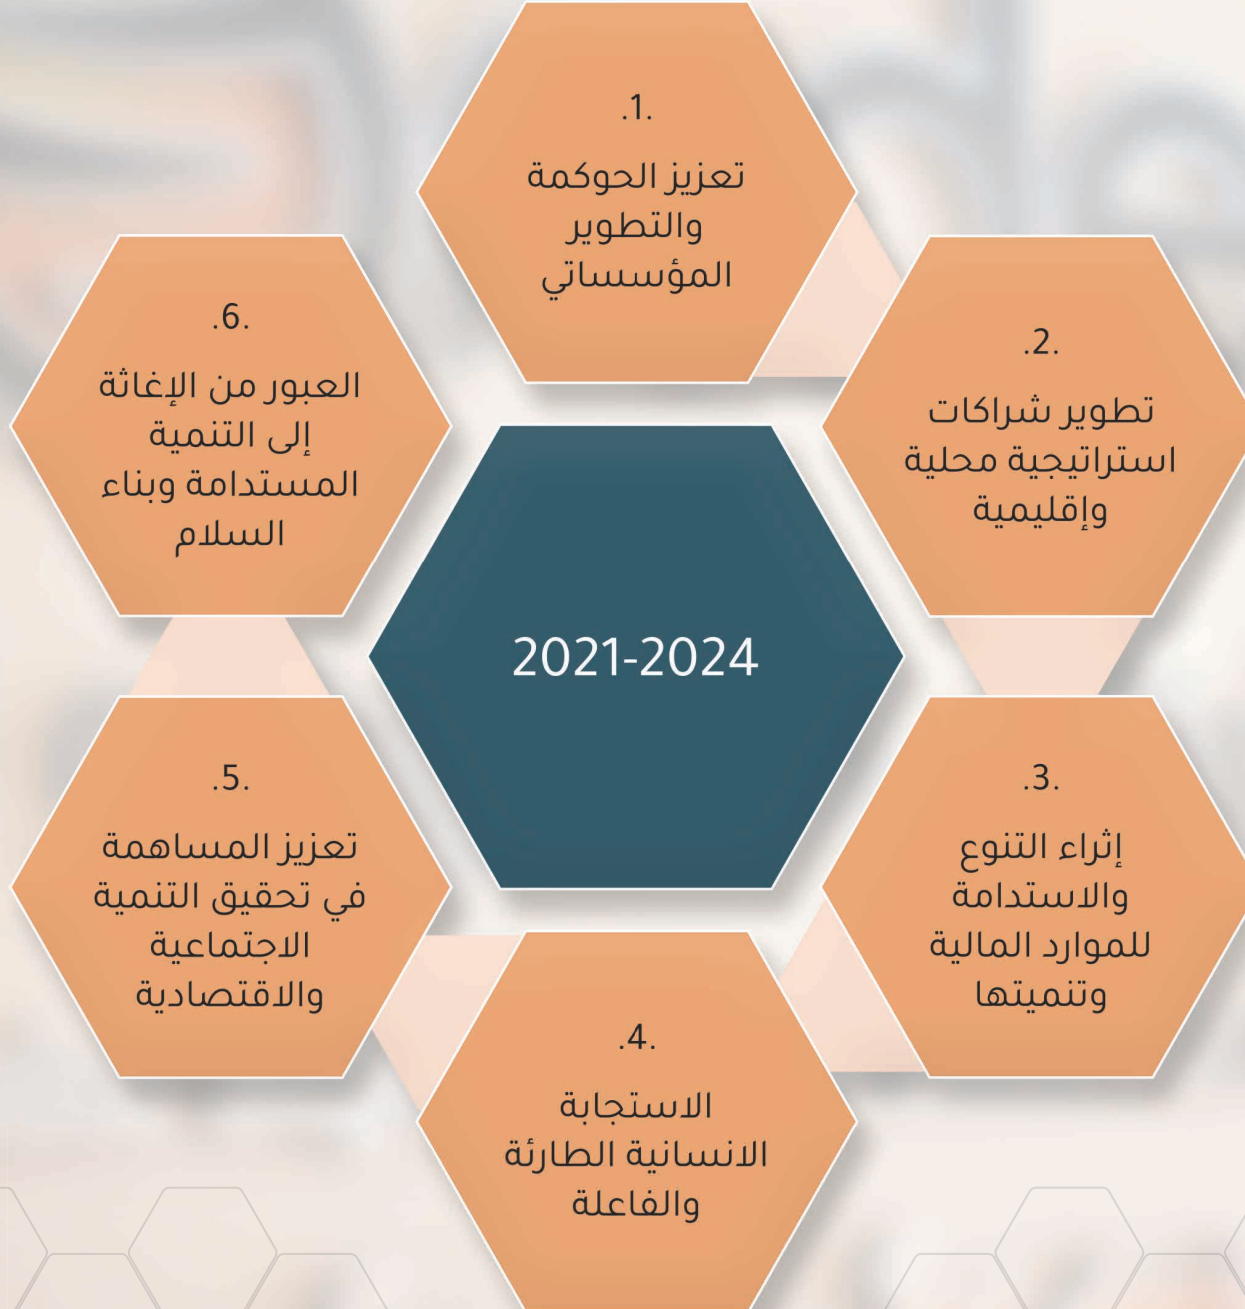 .1.
تعزيز الحوكمة
والتطوير
المؤسساتي
.2.
تطوير شراكات
استراتيجية محلية
وإقليمية
.3.
إثراء التنوع
والاستدامة
للموارد المالية
وتنميتها
.4.
الاستجابة
الانسانية الطارئة
والفاعلة
.5.
تعزيز المساهمة
في تحقيق التنمية
الاجتماعية
والاقتصادية
.6.
العبور من الإغاثة
إلى التنمية
المستدامة وبناء
السلام
2021-2024